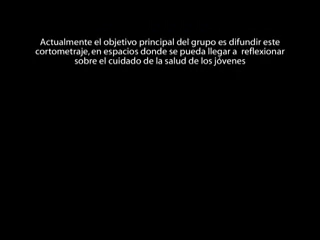 Actualmente el objetivo principal del grupo es difundir este
cortometraje, en espacios donde se pueda llegar a  reflexionar
sobre el cuidado de la salud de los jóvenes